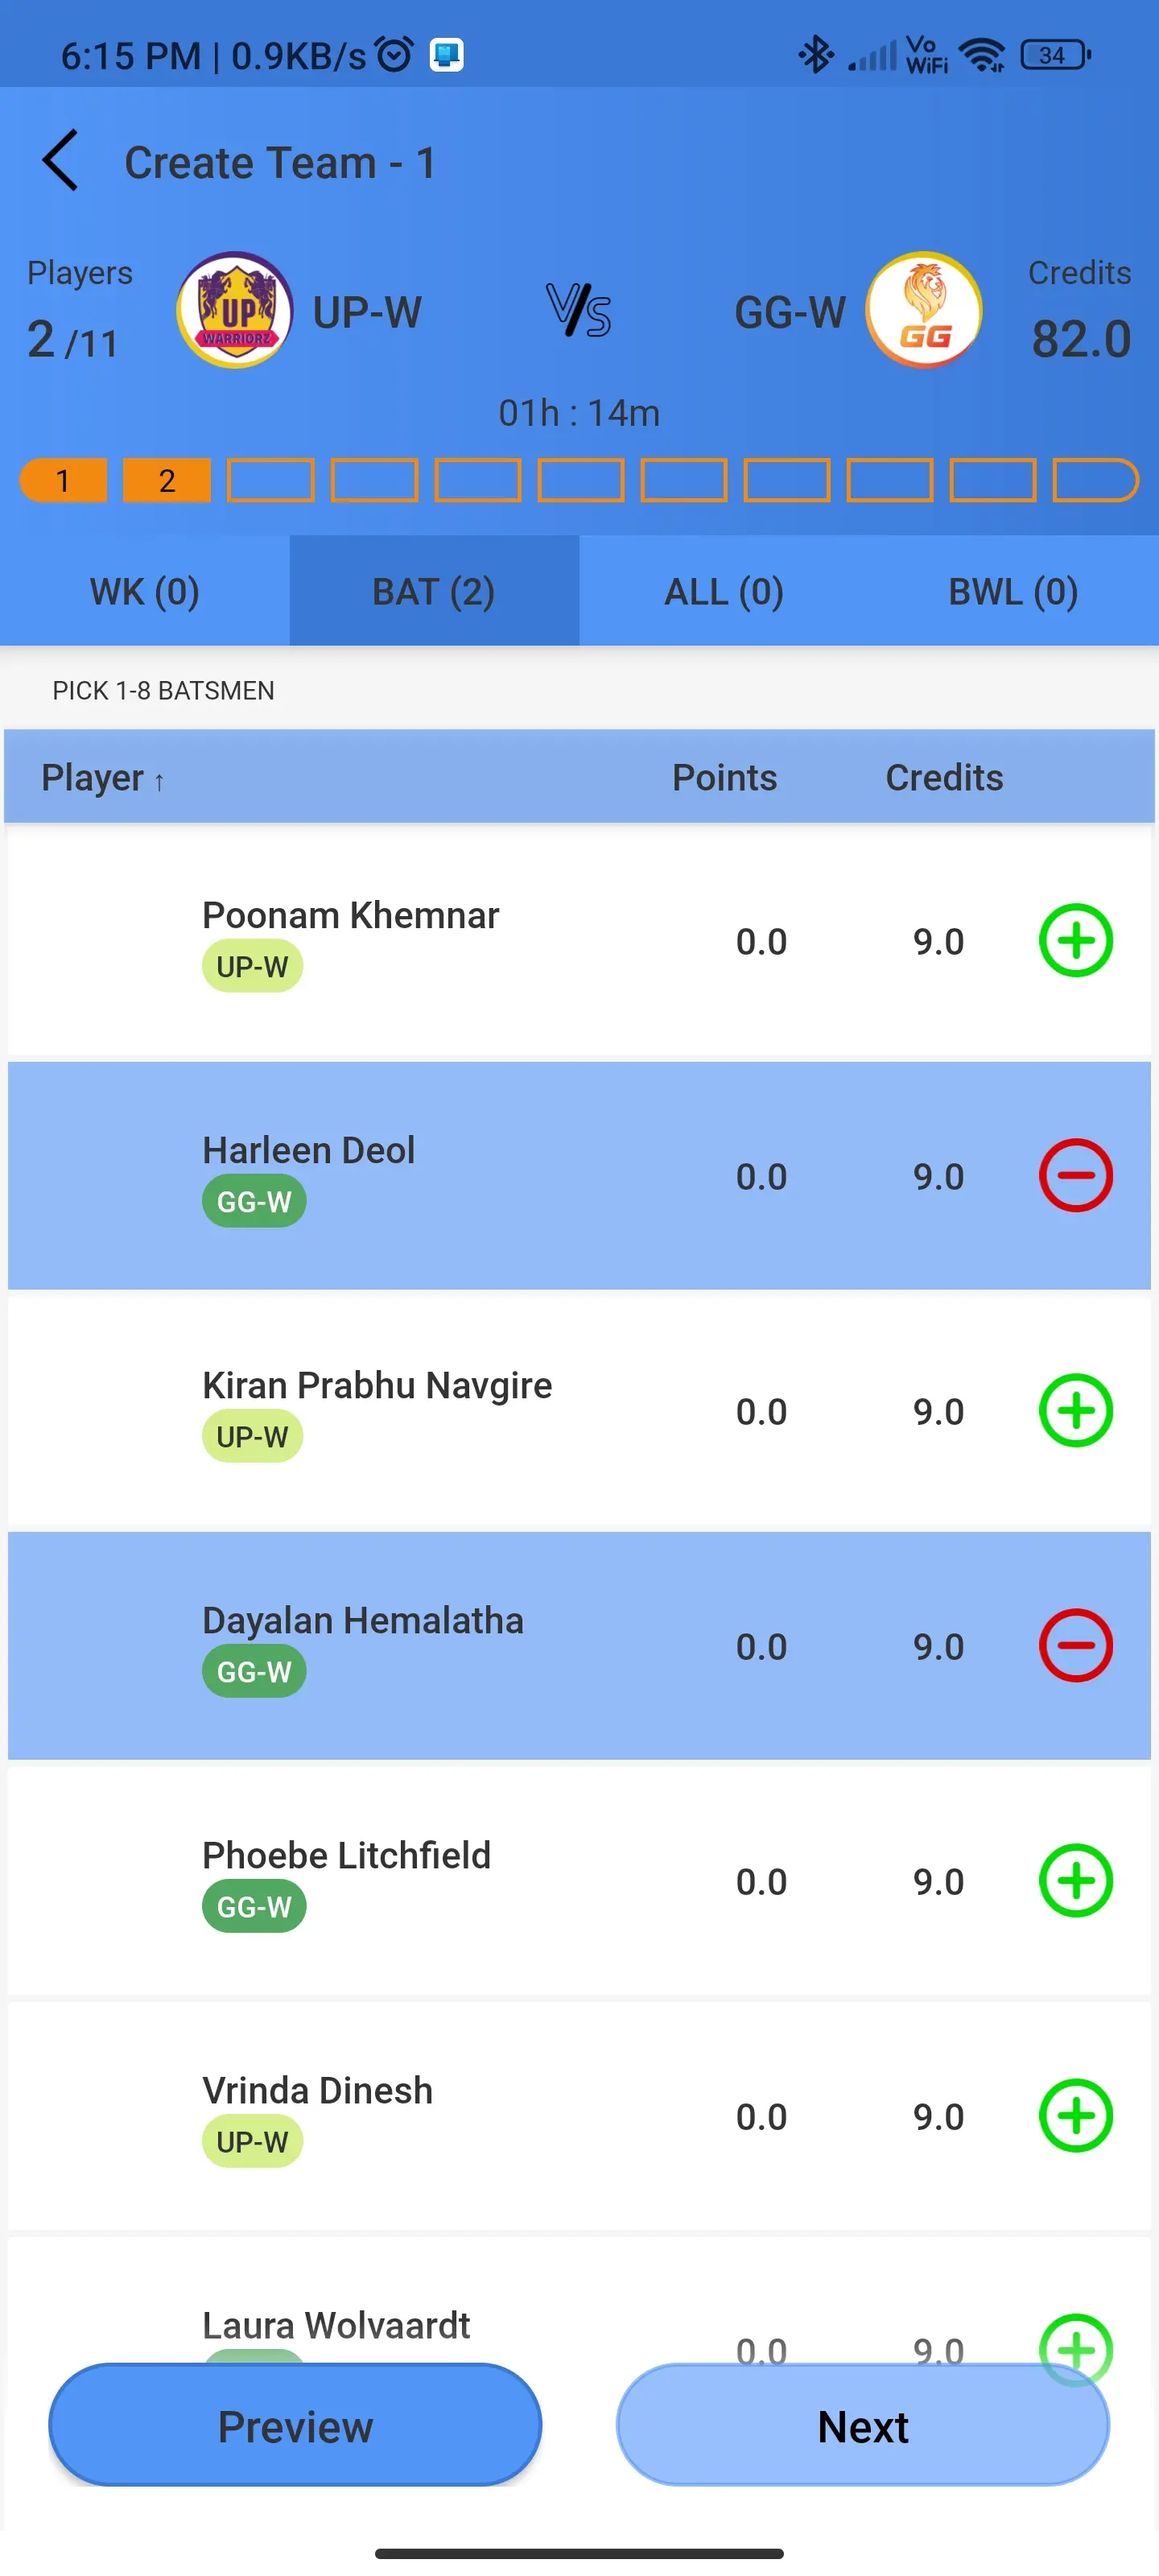 6:15 PM | 0.9KB/s
Vo
WiFi
34
Create Team - 1
Players
2 /11
UP
WARRIORZ
UP-W
VS
GG-W
GG
Credits
82.0
01h : 14m
1
2
WK (0)
BAT (2)
ALL (0)
BWL (0)
PICK 1-8 BATSMEN
Player ↑
Points
Credits
Poonam Khemnar
UP-W
0.0
9.0
Harleen Deol
GG-W
0.0
9.0
Kiran Prabhu Navgire
UP-W
0.0
9.0
Dayalan Hemalatha
GG-W
0.0
9.0
Phoebe Litchfield
GG-W
0.0
9.0
Vrinda Dinesh
UP-W
0.0
9.0
Laura Wolvaardt
0.0
9.0
Preview
Next